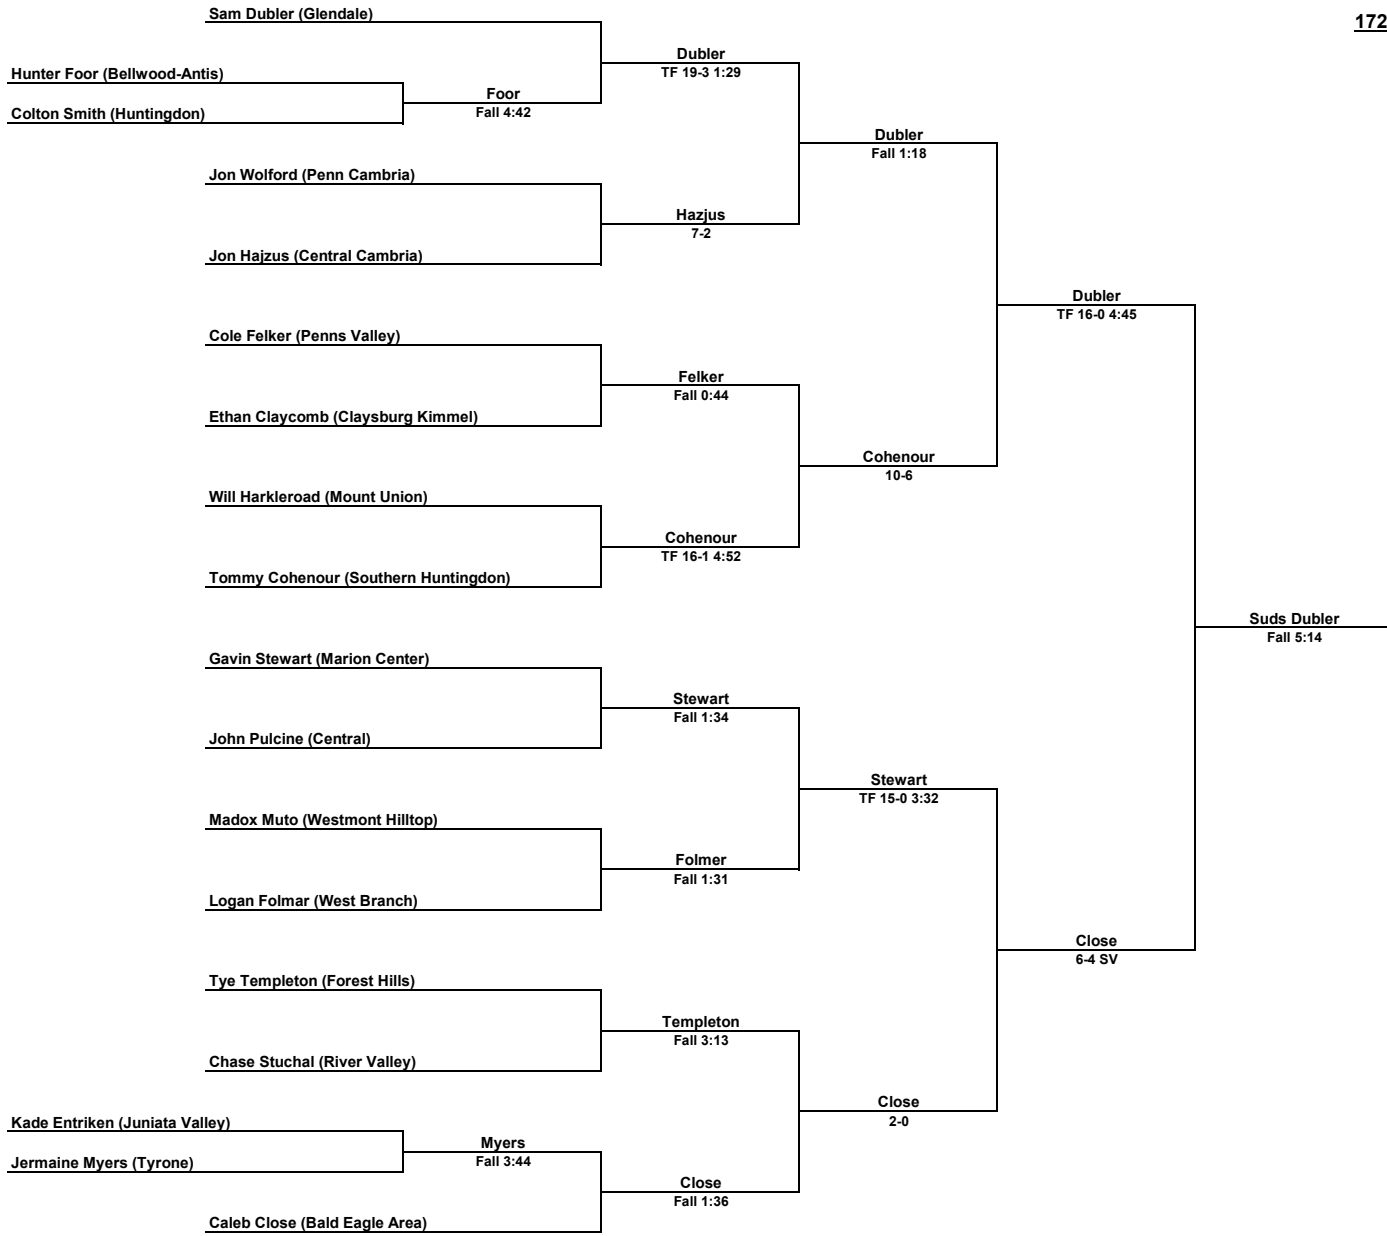 Sam Dubler (Glendale)
172
Dubler
TF 19-3 1:29
Hunter Foor (Bellwood-Antis)
Foor
Fall 4:42
Colton Smith (Huntingdon)
Dubler
Fall 1:18
Jon Wolford (Penn Cambria)
Hazjus
7-2
Jon Hajzus (Central Cambria)
Dubler
TF 16-0 4:45
Cole Felker (Penns Valley)
Felker
Fall 0:44
Ethan Claycomb (Claysburg Kimmel)
Cohenour
10-6
Will Harkleroad (Mount Union)
Cohenour
TF 16-1 4:52
Tommy Cohenour (Southern Huntingdon)
Suds Dubler
Fall 5:14
Gavin Stewart (Marion Center)
Stewart
Fall 1:34
John Pulcine (Central)
Stewart
TF 15-0 3:32
Madox Muto (Westmont Hilltop)
Folmer
Fall 1:31
Logan Folmar (West Branch)
Close
6-4 SV
Tye Templeton (Forest Hills)
Templeton
Fall 3:13
Chase Stuchal (River Valley)
Close
2-0
Kade Entriken (Juniata Valley)
Myers
Fall 3:44
Jermaine Myers (Tyrone)
Close
Fall 1:36
Caleb Close (Bald Eagle Area)